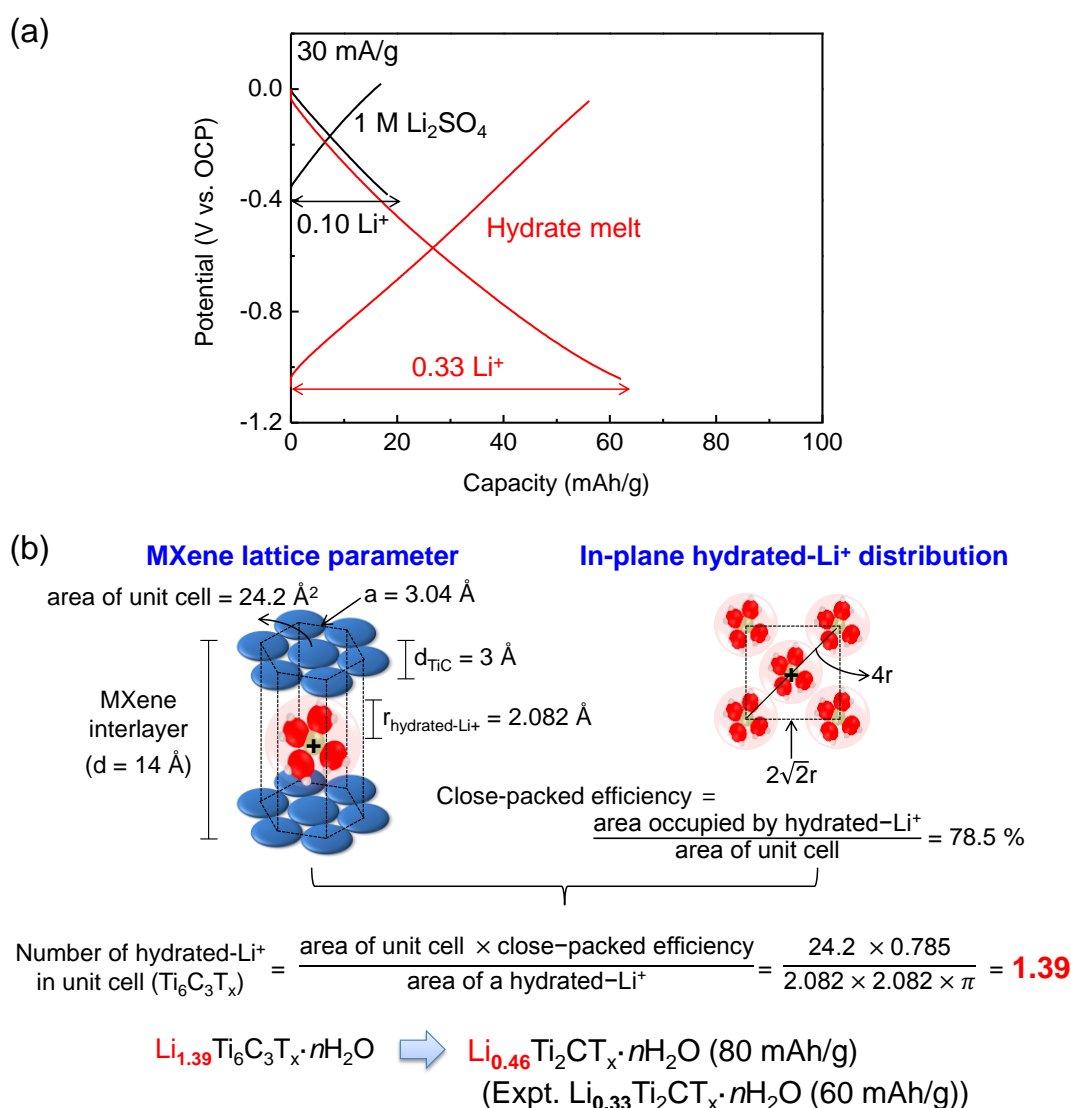 (a)
30 mA/g
1 M Li₂SO₄
0.10 Li⁺
Hydrate melt
0.33 Li⁺
0.0
-0.4
-0.8
-1.2
Potential (V vs. OCP)
0 20 40 60 80 100
Capacity (mAh/g)
(b)
MXene lattice parameter
area of unit cell = 24.2 Å²
a = 3.04 Å
d_TiC = 3 Å
MXene
interlayer
(d = 14 Å)
r_hydrated-Li+ = 2.082 Å
+
In-plane hydrated-Li⁺ distribution
+
4r
2√2r
Close-packed efficiency =
area occupied by hydrated−Li⁺
area of unit cell
= 78.5 %
Number of hydrated-Li⁺
in unit cell (Ti₆C₃Tₓ)
= area of unit cell × close−packed efficiency
area of a hydrated−Li⁺
= 24.2 × 0.785
2.082 × 2.082 × π
= 1.39
Li₁.₃₉Ti₆C₃Tₓ·nH₂O
Li₀.₄₆Ti₂CTₓ·nH₂O (80 mAh/g)
(Expt. Li₀.₃₃Ti₂CTₓ·nH₂O (60 mAh/g))